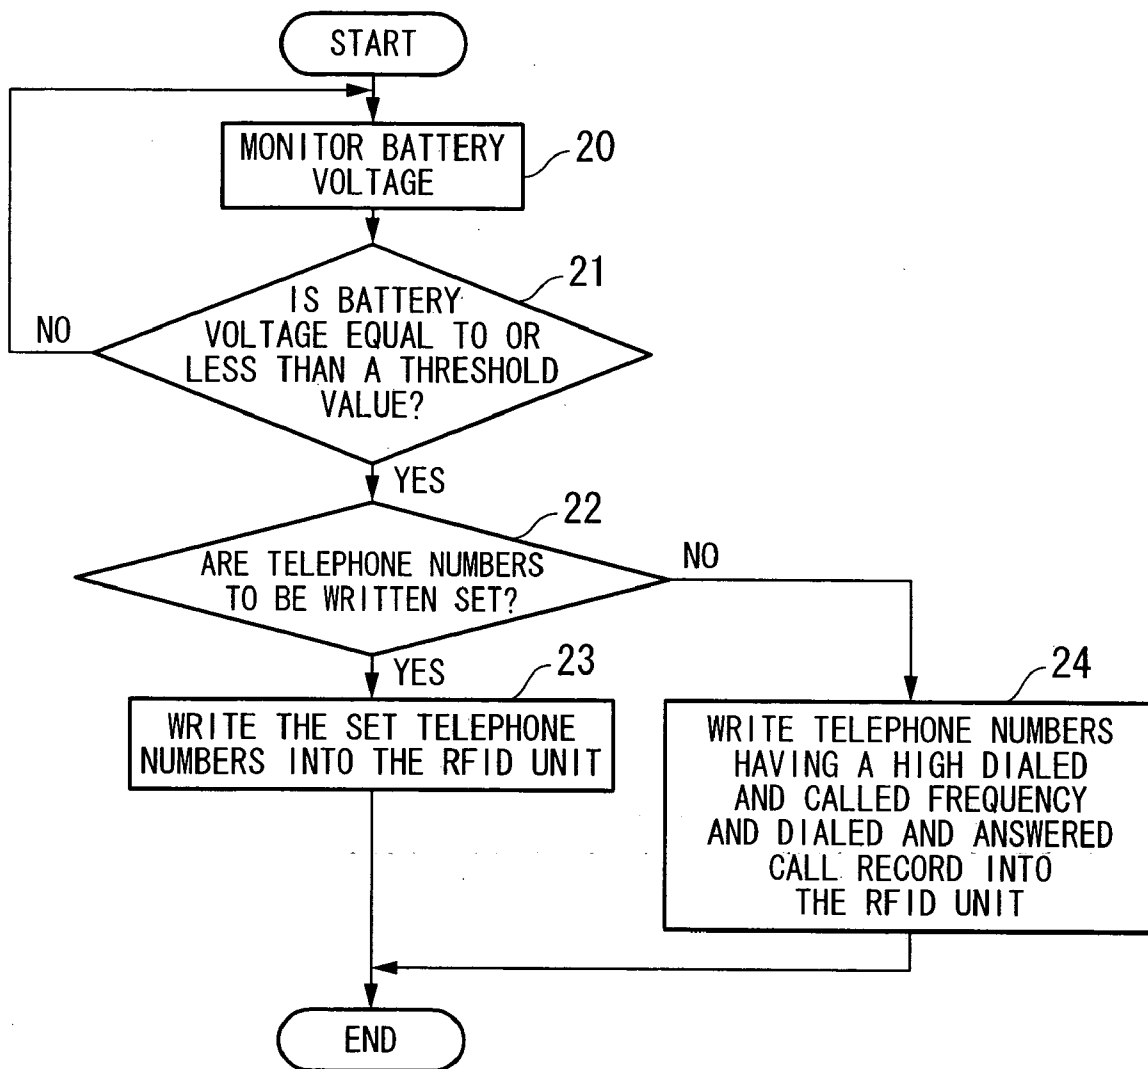 START
MONITOR BATTERY
VOLTAGE
20
21
IS BATTERY
VOLTAGE EQUAL TO OR
LESS THAN A THRESHOLD
VALUE?
NO
YES
22
ARE TELEPHONE NUMBERS
TO BE WRITTEN SET?
NO
YES
23
WRITE THE SET TELEPHONE
NUMBERS INTO THE RFID UNIT
24
WRITE TELEPHONE NUMBERS
HAVING A HIGH DIALED
AND CALLED FREQUENCY
AND DIALED AND ANSWERED
CALL RECORD INTO
THE RFID UNIT
END